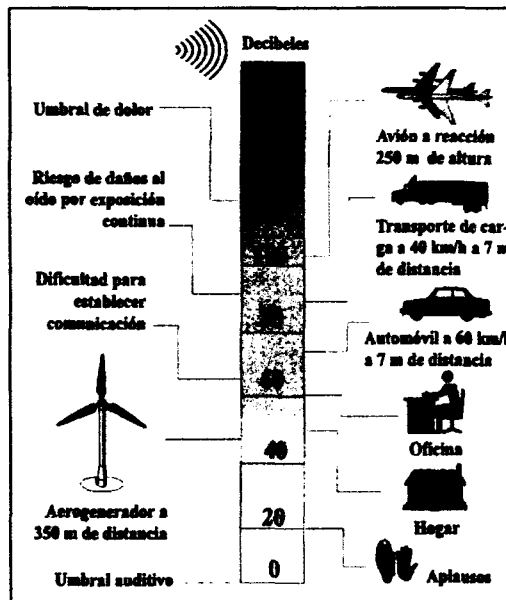 Decibeles
Umbral de dolor
Riesgo de daños al
oído por exposición
continua
Dificultad para
establecer
comunicación
Aerogenerador a
350 m de distancia
Umbral auditivo
60
40
20
0
Avión a reacción
250 m de altura
Transporte de car-
ga a 40 km/h a 7 m
de distancia
Automóvil a 60 km/h
a 7 m de distancia
Oficina
Hogar
Aplausos